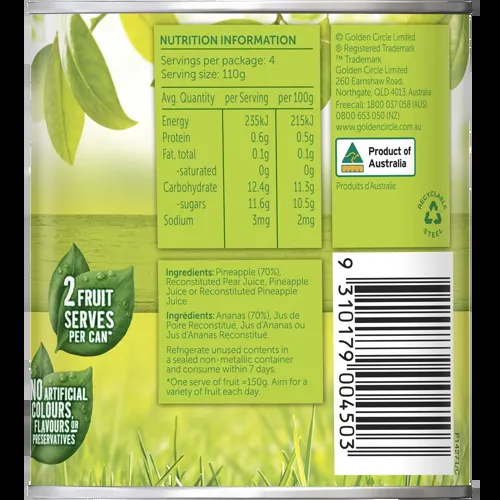 NUTRITION INFORMATION
Servings per package: 4
Serving size: 110g
Avg. Quantity per Serving per 100g
Energy 235kJ 215kJ
Protein 0.6g 0.5g
Fat, total 0.1g 0.1g
-saturated 0g 0g
Carbohydrate 12.4g 11.3g
-sugars 11.6g 10.5g
Sodium 3mg 2mg
© Golden Circle Limited
® Registered Trademark
™ Trademark
Golden Circle Limited
260 Earnshaw Road,
Northgate, QLD 4013. Australia
Freecall: 1800 037 058 (AUS)
0800 653 050 (NZ)
www.goldencircle.com.au
Product of
Australia
Produits d'Australie.
RECYCLABLE
STEEL
2 FRUIT
SERVES
PER CAN*
NO ARTIFICIAL
COLOURS,
FLAVOURS OR
PRESERVATIVES
Ingredients: Pineapple (70%),
Reconstituted Pear Juice, Pineapple
Juice or Reconstituted Pineapple
Juice
Ingrédients: Ananas (70%), Jus de
Poire Reconstitué, Jus d'Ananas ou
Jus d'Ananas Reconstitué.
Refrigerate unused contents in
a sealed non-metallic container
and consume within 7 days.
*One serve of fruit =150g. Aim for a
variety of fruit each day.
9 310179 004503